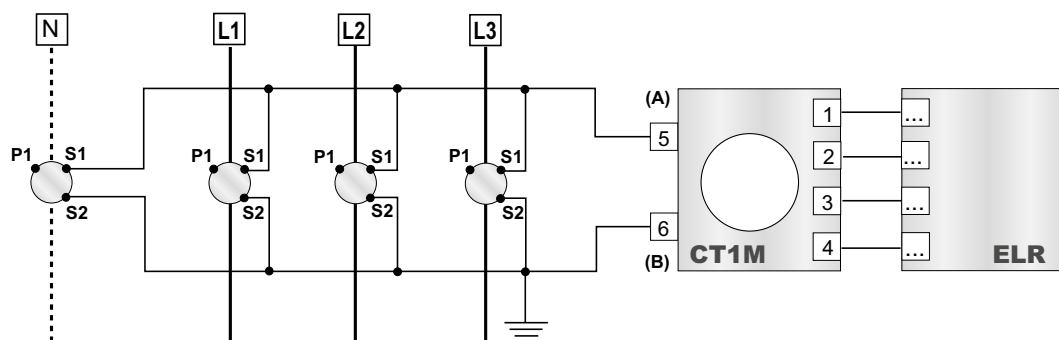 N L1 L2 L3
(A)
1 ...
5
P1 S1 P1 S1 P1 S1 P1 S1
2 ...
S2 S2 S2 S2
3 ...
6
(B) CT1M 4 ... ELR